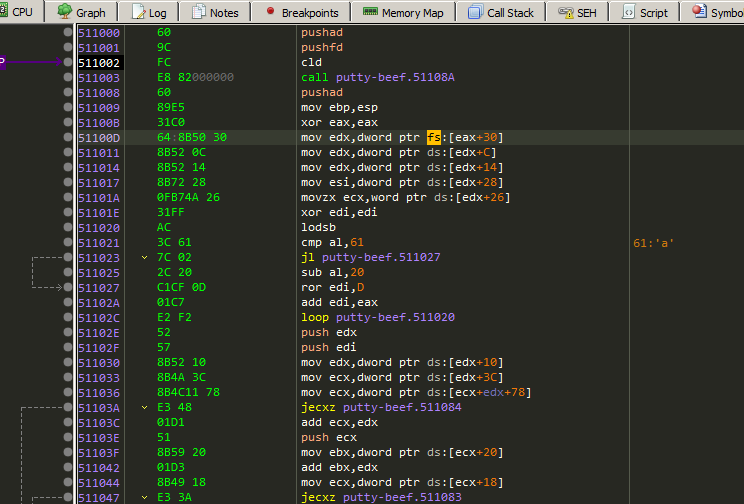 CPU Graph Log Notes Breakpoints Memory Map Call Stack SEH Script Symbo
511000 60 pushad
511001 9C pushfd
511002 FC cld
511003 E8 82000000 call putty-beef.51108A
511008 60 pushad
511009 89E5 mov ebp,esp
51100B 31C0 xor eax,eax
51100D 64:8B50 30 mov edx,dword ptr fs:[eax+30]
511011 8B52 0C mov edx,dword ptr ds:[edx+C]
511014 8B52 14 mov edx,dword ptr ds:[edx+14]
511017 8B72 28 mov esi,dword ptr ds:[edx+28]
51101A 0FB74A 26 movzx ecx,word ptr ds:[edx+26]
51101E 31FF xor edi,edi
511020 AC lodsb
511021 3C 61 cmp al,61 61:'a'
511023 7C 02 jl putty-beef.511027
511025 2C 20 sub al,20
511027 C1CF 0D ror edi,D
51102A 01C7 add edi,eax
51102C E2 F2 loop putty-beef.511020
51102E 52 push edx
51102F 57 push edi
511030 8B52 10 mov edx,dword ptr ds:[edx+10]
511033 8B4A 3C mov ecx,dword ptr ds:[edx+3C]
511036 8B4C11 78 mov ecx,dword ptr ds:[ecx+edx+78]
51103A E3 48 jecxz putty-beef.511084
51103C 01D1 add ecx,edx
51103E 51 push ecx
51103F 8B59 20 mov ebx,dword ptr ds:[ecx+20]
511042 01D3 add ebx,edx
511044 8B49 18 mov ecx,dword ptr ds:[ecx+18]
511047 E3 3A jecxz putty-beef.511083